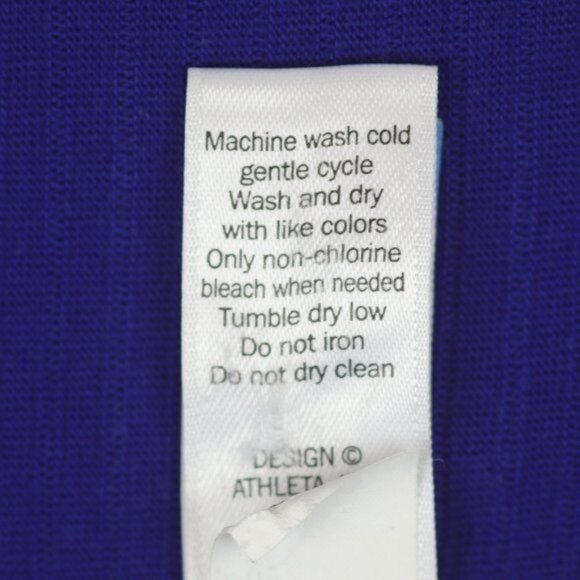 Machine wash cold
gentle cycle
Wash and dry
with like colors
Only non-chlorine
bleach when needed
Tumble dry low
Do not iron
Do not dry clean
DESIGN ©
ATHLETA